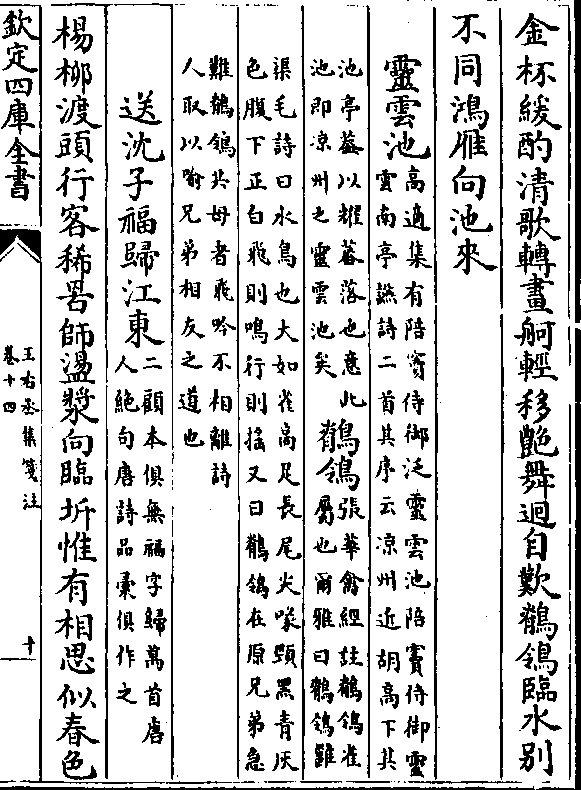 金杯緩酌清歌轉畫舸輕移艶舞迴自歎鶺鴒臨水別
不同鴻雁向池來
靈雲池
高適集有陪竇侍御泛靈雲池陪竇侍御靈
雲南亭讌詩二首其序云凉州近胡高下其
池亭葢以耀蕃落也意此
池即凉州之靈雲池矣
鶺鴒
張華禽經註鶺鴒雀
屬也爾雅曰鶺鴒雝
渠毛詩曰水鳥也大如雀高足長尾尖喙頸黑青灰
色腹下正白飛則鳴行則揺又曰鶺鴒在原兄弟急
難鶺鴒共母者飛吟不相離詩
人取以喻兄弟相友之道也
送沈子福歸江東
二顧本俱無福字歸萬首唐
人絶句唐詩品彚俱作之
楊柳渡頭行客稀罟師盪槳向臨圻惟有相思似春色
欽定四庫全書
王右丞集箋注
卷十四
十